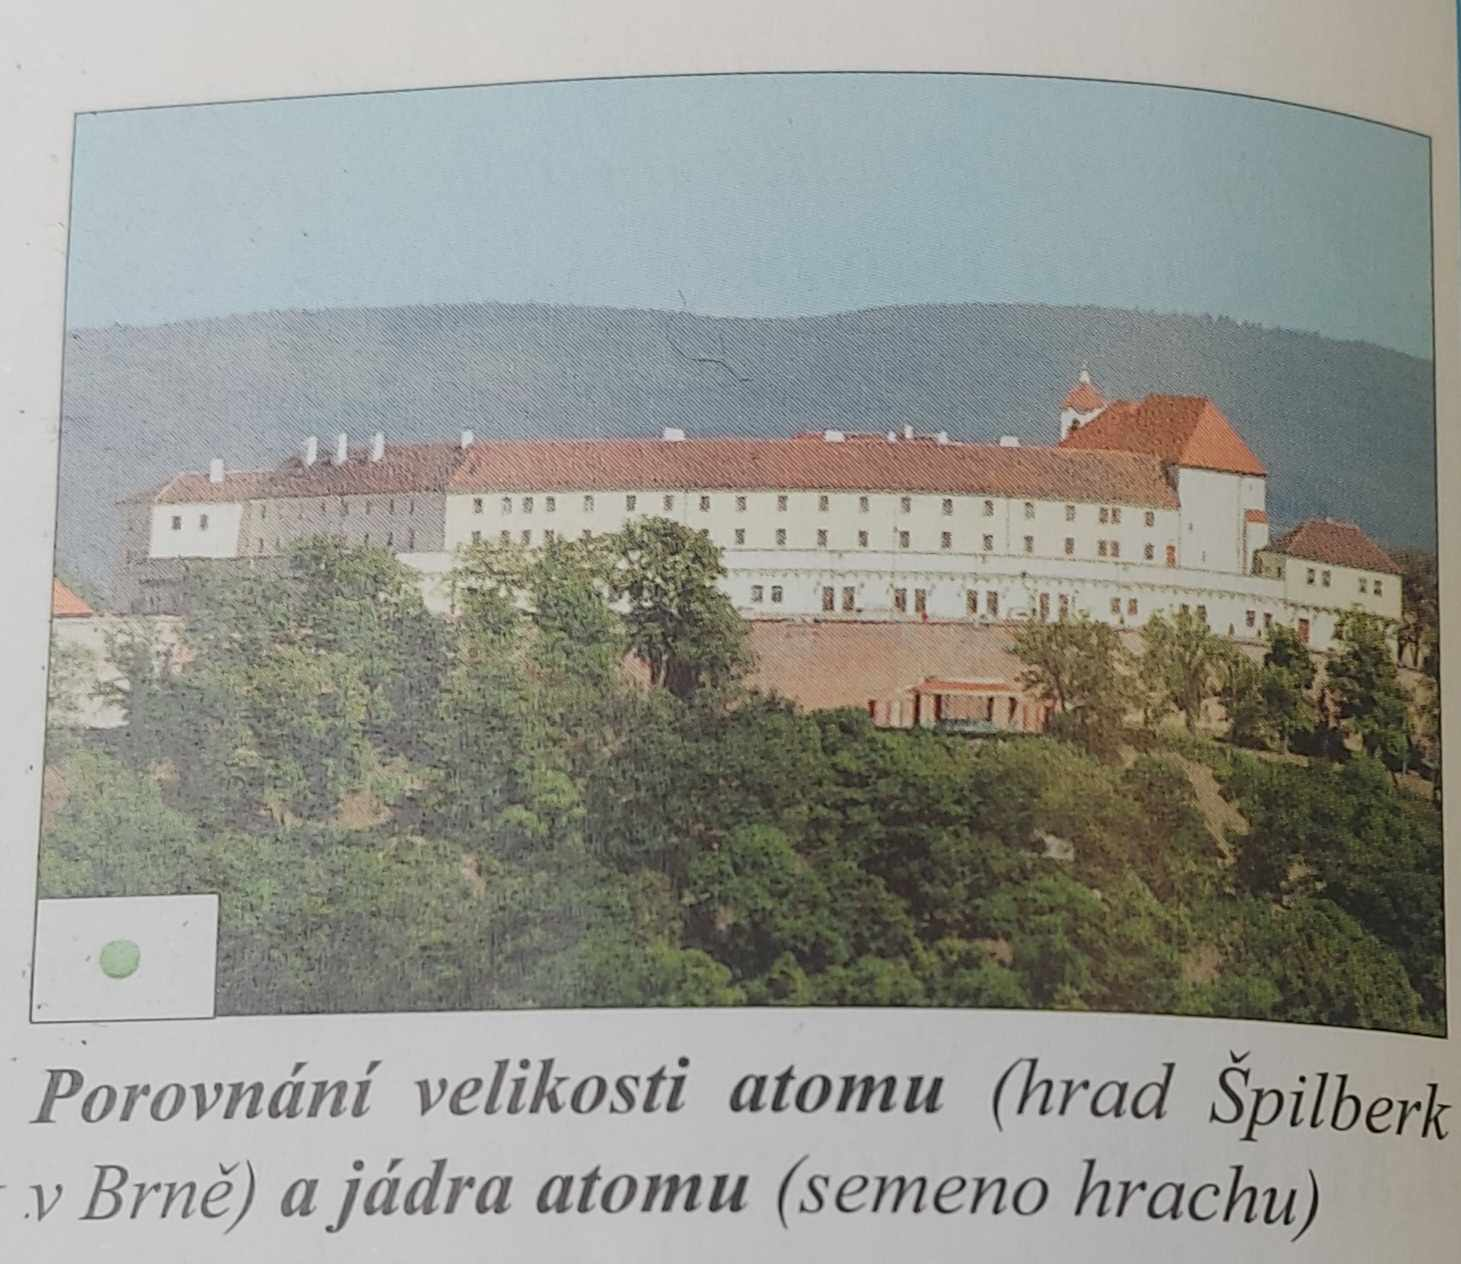 Porovnání velikosti atomu (hrad Špilberk
v Brně) a jádra atomu (semeno hrachu)